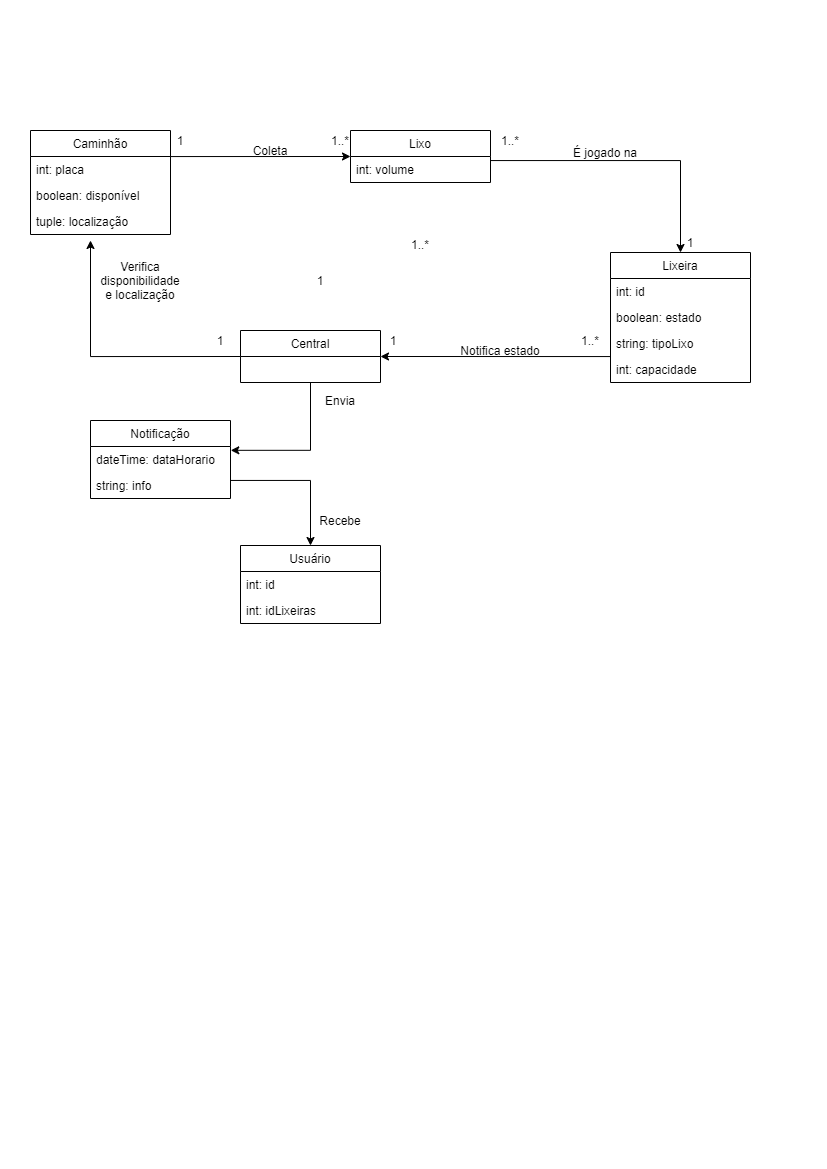 Caminhão
1
1..*
Lixo
1..*
Coleta
É jogado na
int: placa
int: volume
boolean: disponível
tuple: localização
1..*
1
Lixeira
Verifica
disponibilidade
e localização
1
int: id
boolean: estado
1
Central
1
Notifica estado
1..*
string: tipoLixo
int: capacidade
Envia
Notificação
dateTime: dataHorario
string: info
Recebe
Usuário
int: id
int: idLixeiras